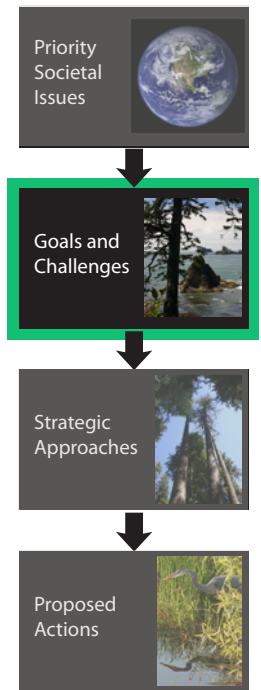 Priority
Societal
Issues
Goals and
Challenges
Strategic
Approaches
Proposed
Actions